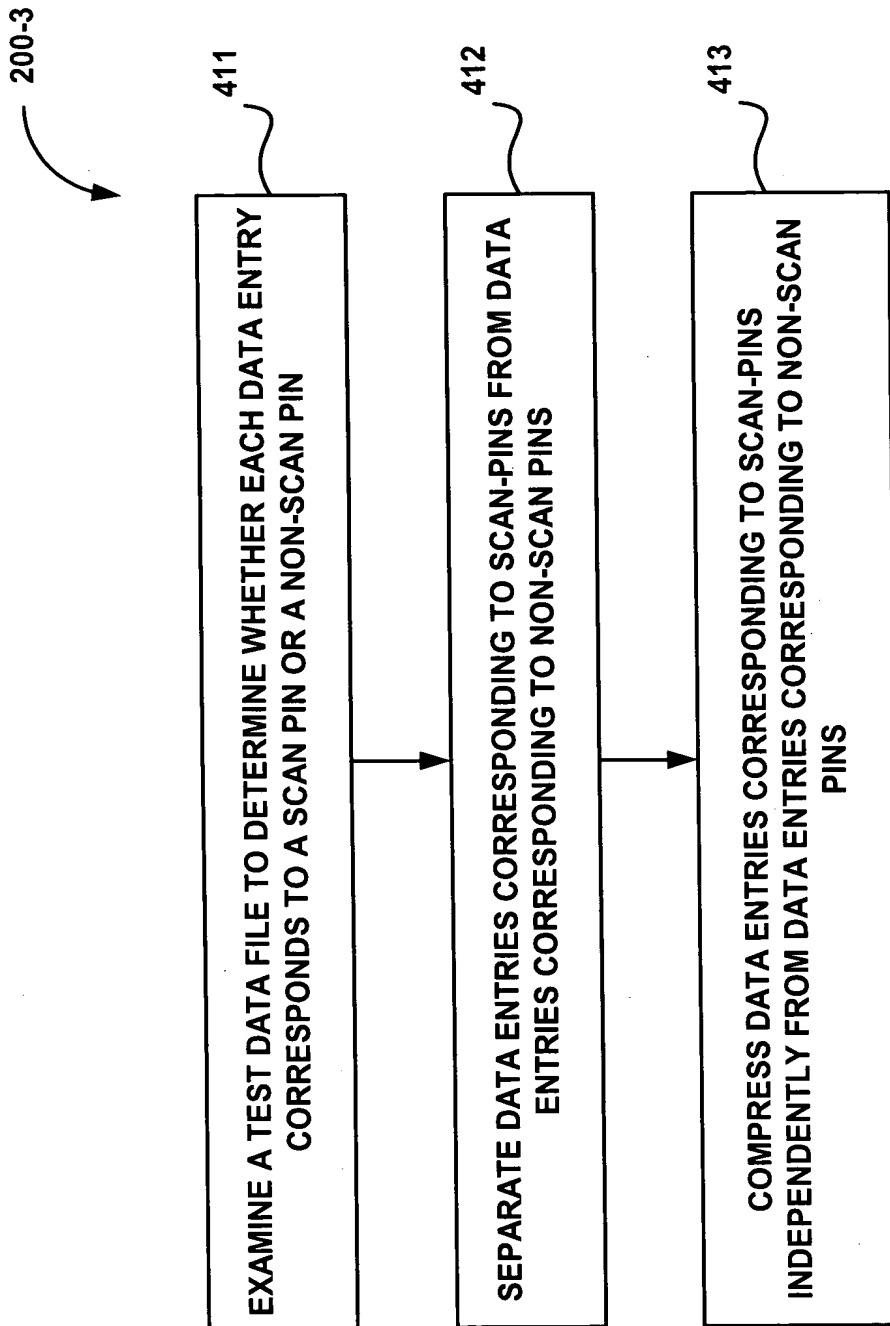 200-3
411
EXAMINE A TEST DATA FILE TO DETERMINE WHETHER EACH DATA ENTRY
CORRESPONDS TO A SCAN PIN OR A NON-SCAN PIN
412
SEPARATE DATA ENTRIES CORRESPONDING TO SCAN-PINS FROM DATA
ENTRIES CORRESPONDING TO NON-SCAN PINS
413
COMPRESS DATA ENTRIES CORRESPONDING TO SCAN-PINS
INDEPENDENTLY FROM DATA ENTRIES CORRESPONDING TO NON-SCAN
PINS